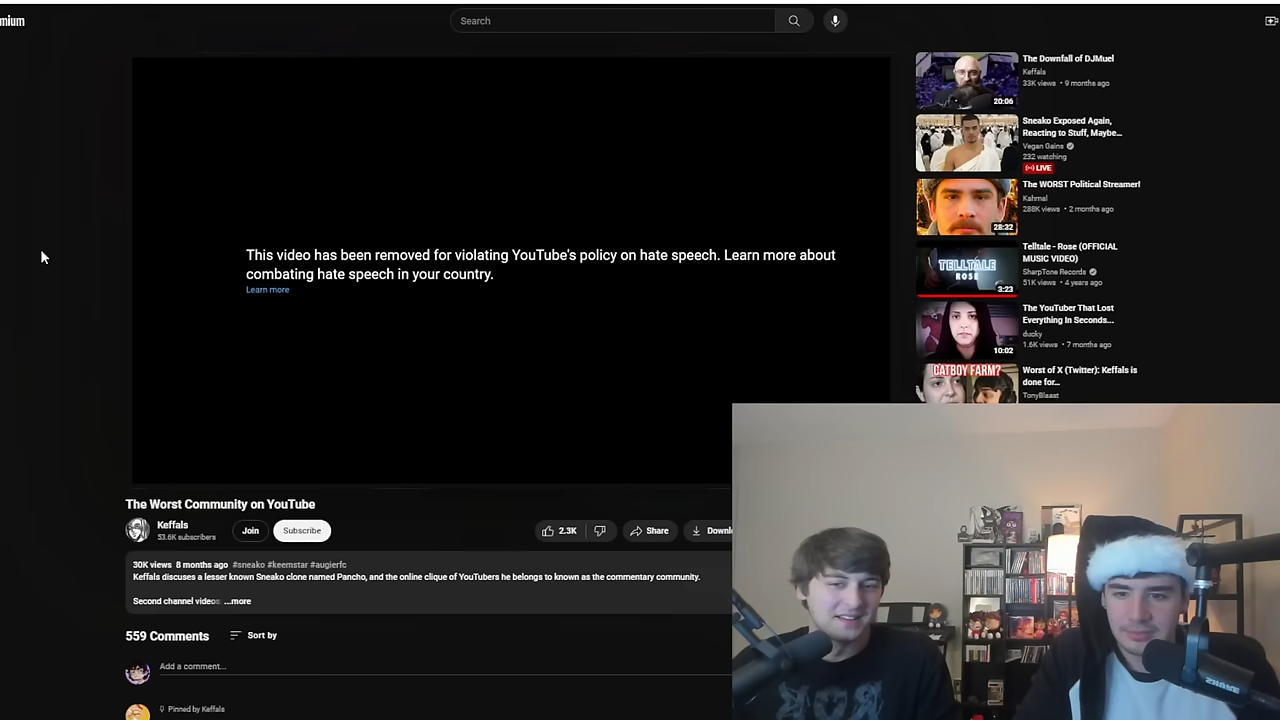 mium
Search
This video has been removed for violating YouTube's policy on hate speech. Learn more about
combating hate speech in your country.
Learn more
The Worst Community on YouTube
Keffals
53.6K subscribers
Join
Subscribe
2.3K
Share
Downl
30K views 8 months ago #sneako #keemstar #augierfc
Keffals discusses a lesser known Sneako clone named Pancho, and the online clique of YouTubers he belongs to known as the commentary community.
Second channel videos ...more
559 Comments
Sort by
Add a comment...
Pinned by Keffals
The Downfall of DJMuel
Keffals
33K views • 9 months ago
20:06
Sneako Exposed Again,
Reacting to Stuff, Maybe...
Vegan Gains
232 watching
LIVE
The WORST Political Streamer!
Kahmal
288K views • 2 months ago
28:32
Telltale - Rose (OFFICIAL
MUSIC VIDEO)
SharpTone Records
51K views • 4 years ago
TELLTALE
ROSE
3:23
The YouTuber That Lost
Everything In Seconds...
ducky
1.6K views • 7 months ago
10:02
CATBOY FARM?
Worst of X (Twitter): Keffals is
done for...
TonyBlaast
SHURE